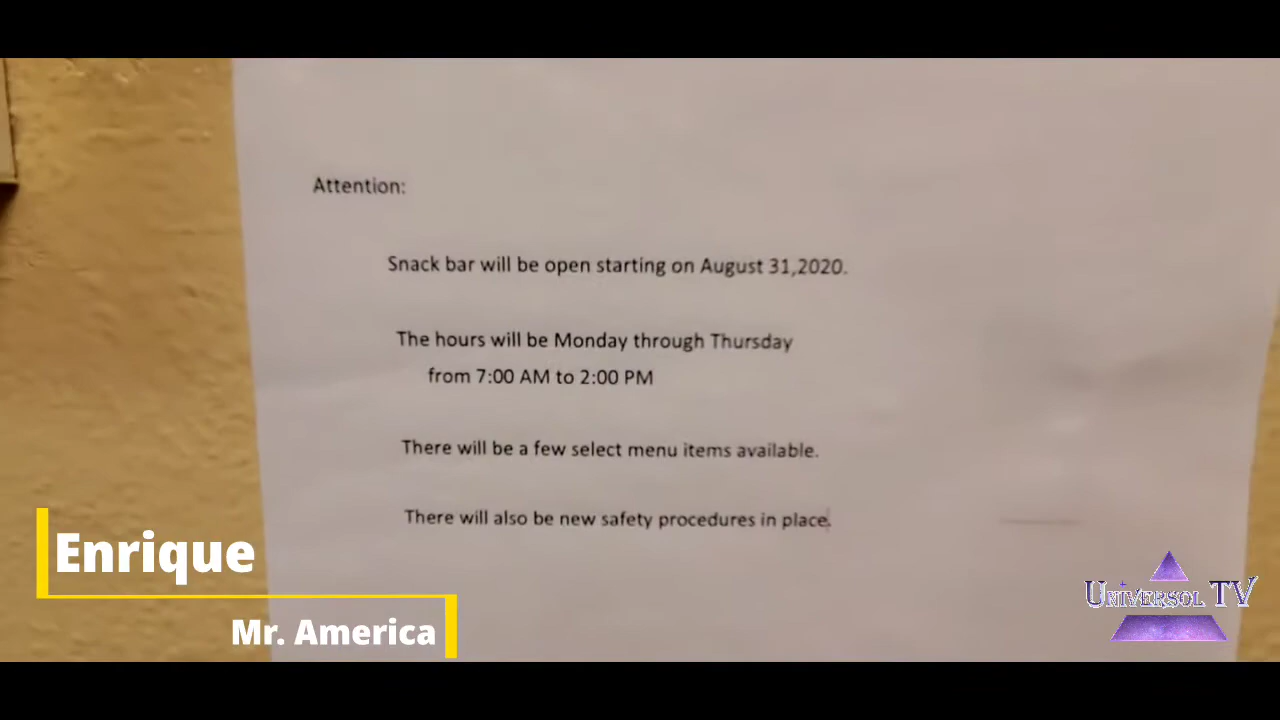 Attention:
Snack bar will be open starting on August 31,2020.
The hours will be Monday through Thursday
from 7:00 AM to 2:00 PM
There will be a few select menu items available.
There will also be new safety procedures in place.
Enrique
Mr. America
UNIVERSOL TV